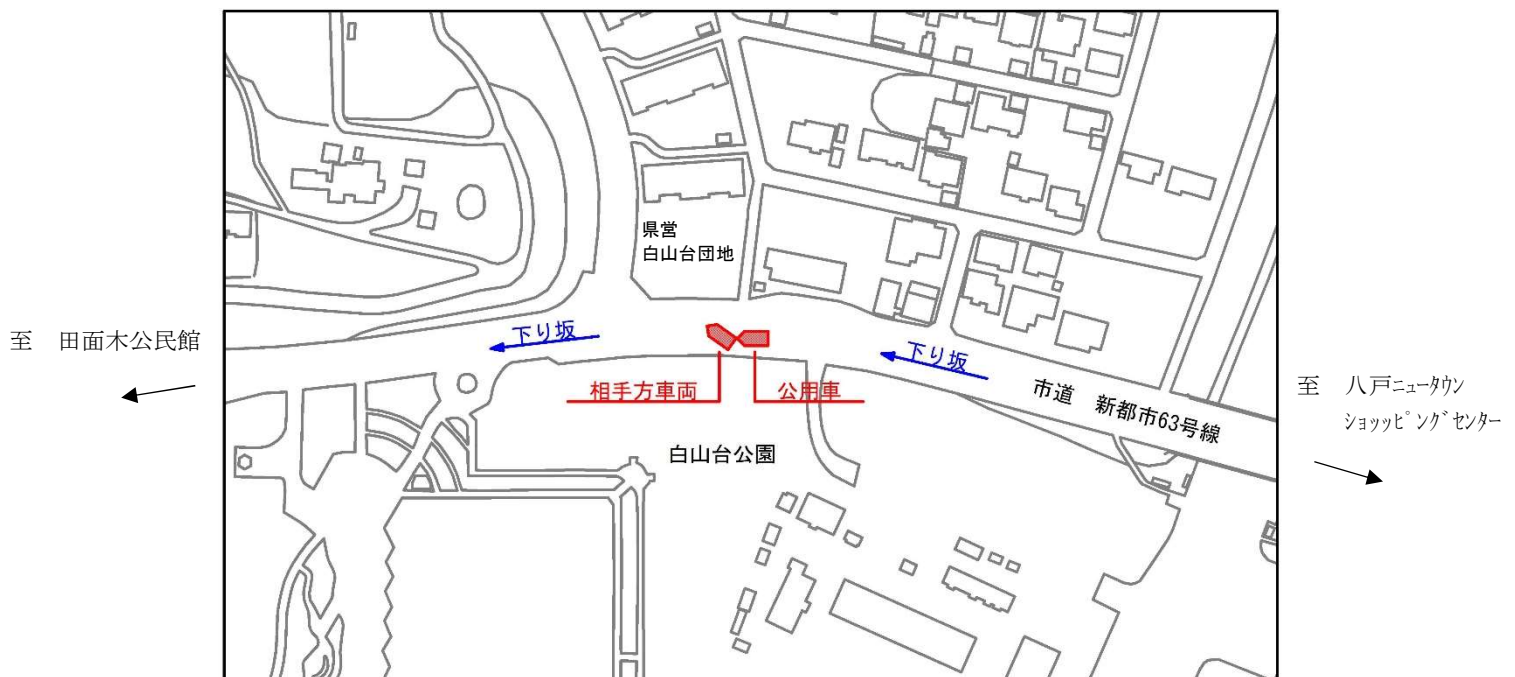 県営
白山台団地
至 田面木公民館
下り坂
下り坂
相手方車両
公用車
市道 新都市63号線
至 八戸ニュータウン
ショッッピングセンター
白山台公園